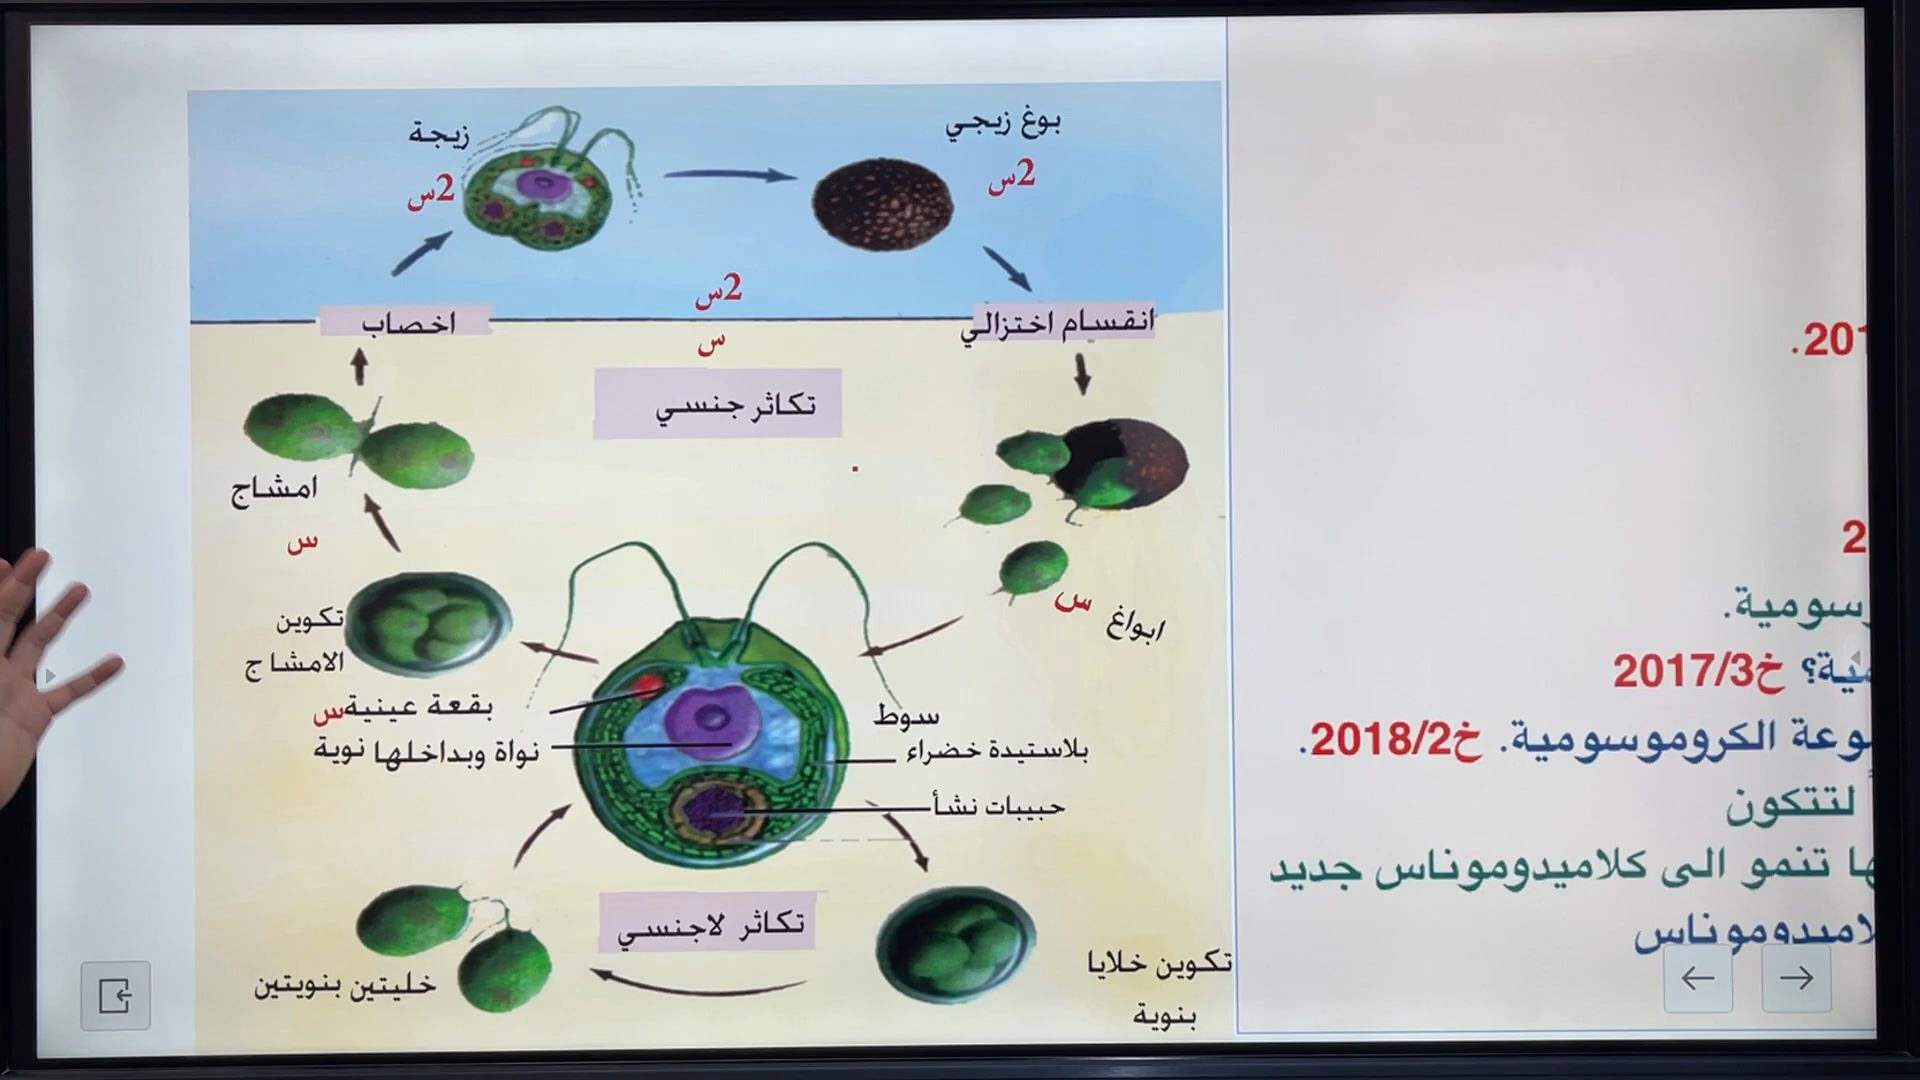 زيجة
2س
بوغ زيجي
2س
2س
اخصاب
انقسام اختزالي
س
تكاثر جنسي
امشاج
س
تكوين
الامشاج
ابواغ
س
بقعة عينية
س
سوط
نواة وبداخلها نوية
بلاستيدة خضراء
حبيبات نشأ
تكاثر لاجنسي
تكوين خلايا
بنوية
خليتين بنويتين
201.
2
سومية.
مية؟ خ2017/3
وعة الكروموسومية. خ2018/2.
لتتكون
ها تنمو الى كلاميدوموناس جديد
لاميدوموناس